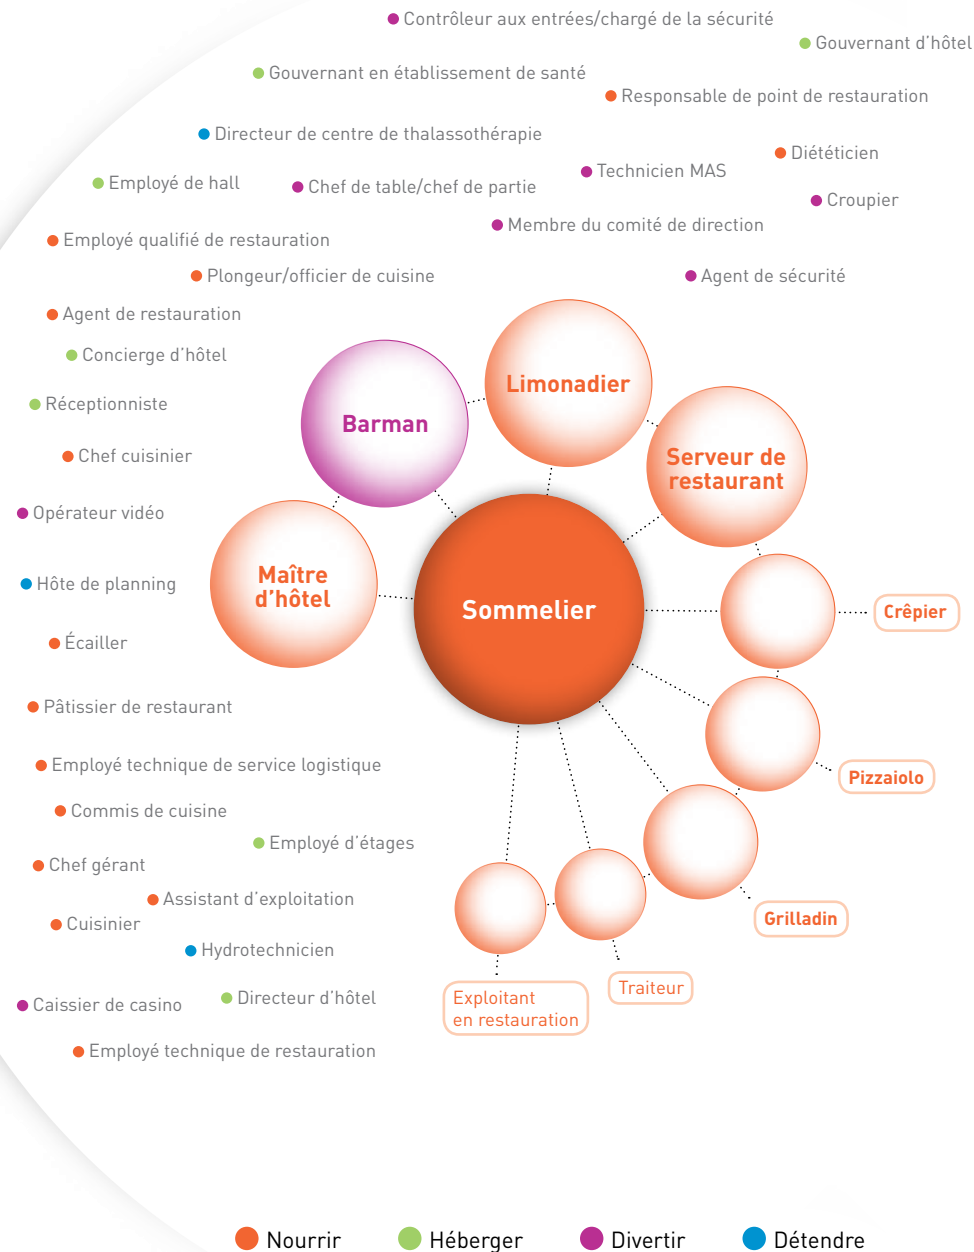 Contrôleur aux entrées/chargé de la sécurité
Gouvernant d'hôtel
Gouvernant en établissement de santé
Responsable de point de restauration
Directeur de centre de thalassothérapie
Diététicien
Technicien MAS
Employé de hall
Chef de table/chef de partie
Croupier
Membre du comité de direction
Employé qualifié de restauration
Plongeur/officier de cuisine
Agent de sécurité
Agent de restauration
Concierge d'hôtel
Limonadier
Réceptionniste
Barman
Chef cuisinier
Serveur de
restaurant
Opérateur vidéo
Maître
d'hôtel
Hôte de planning
Sommelier
Crêpier
Écailler
Pâtissier de restaurant
Employé technique de service logistique
Pizzaiolo
Commis de cuisine
Employé d'étages
Chef gérant
Assistant d'exploitation
Grilladin
Cuisinier
Hydrotechnicien
Traiteur
Directeur d'hôtel
Exploitant
en restauration
Caissier de casino
Employé technique de restauration
Nourrir
Héberger
Divertir
Détendre